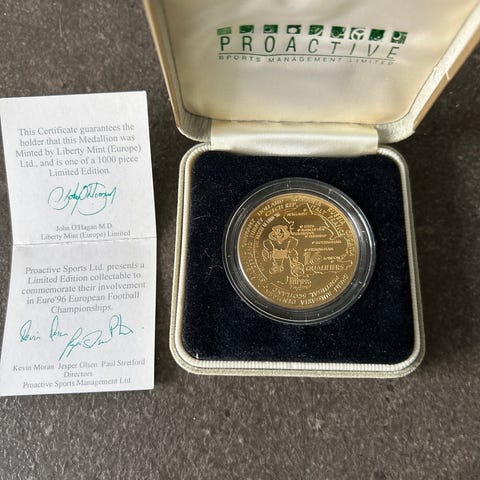 PROACTIVE
SPORTS MANAGEMENT LIMITED
This Certificate guarantees the
holder that this Medallion was
Minted by Liberty Mint (Europe)
Ltd., and is one of a 1000 piece
Limited Edition.
John O'Hagan M.D.
Liberty Mint (Europe) Limited
Proactive Sports Ltd. presents a
Limited Edition collectable to
commemorate their involvement
in Euro'96 European Football
Championships.
Kevin Moran Jesper Olsen Paul Stretford
Directors
Proactive Sports Management Ltd
16
QUALIFIERS
1996